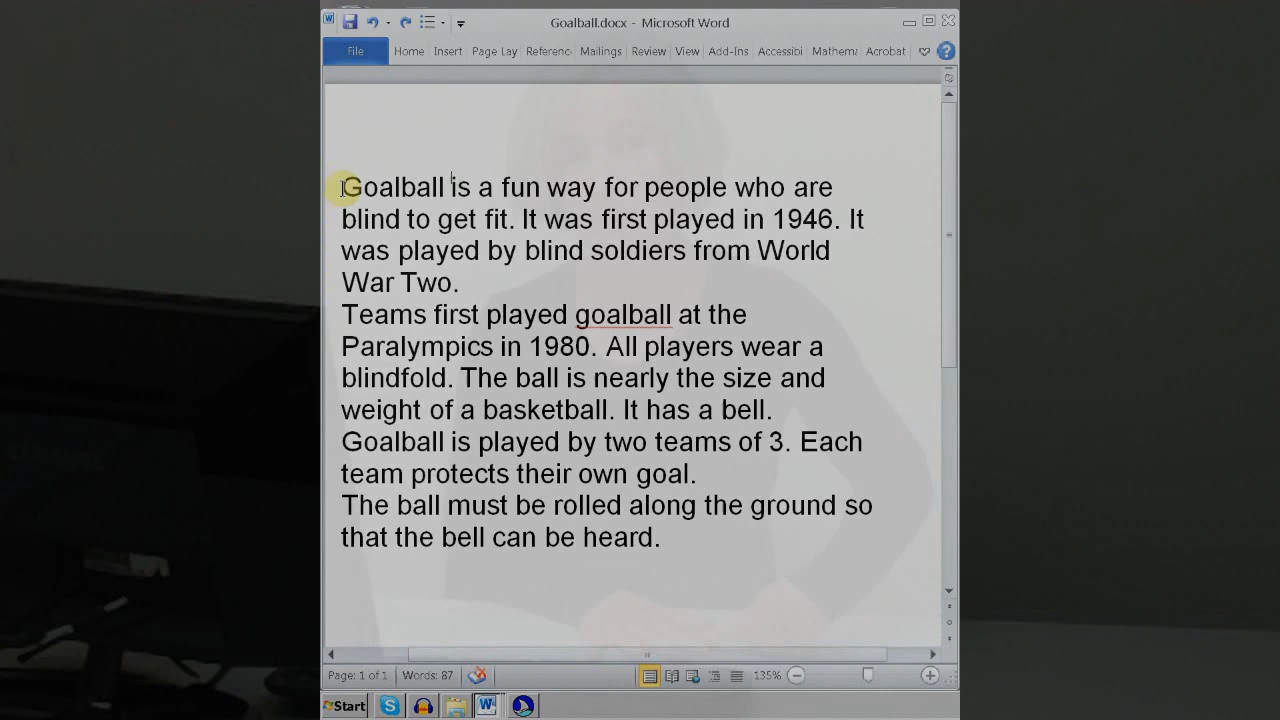 Goalball.docx - Microsoft Word
File Home Insert Page Lay Referenc Mailings Review View Add-Ins Accessibi Mathema Acrobat
Goalball is a fun way for people who are
blind to get fit. It was first played in 1946. It
was played by blind soldiers from World
War Two.
Teams first played goalball at the
Paralympics in 1980. All players wear a
blindfold. The ball is nearly the size and
weight of a basketball. It has a bell.
Goalball is played by two teams of 3. Each
team protects their own goal.
The ball must be rolled along the ground so
that the bell can be heard.
Page: 1 of 1 Words: 87 135%
Start